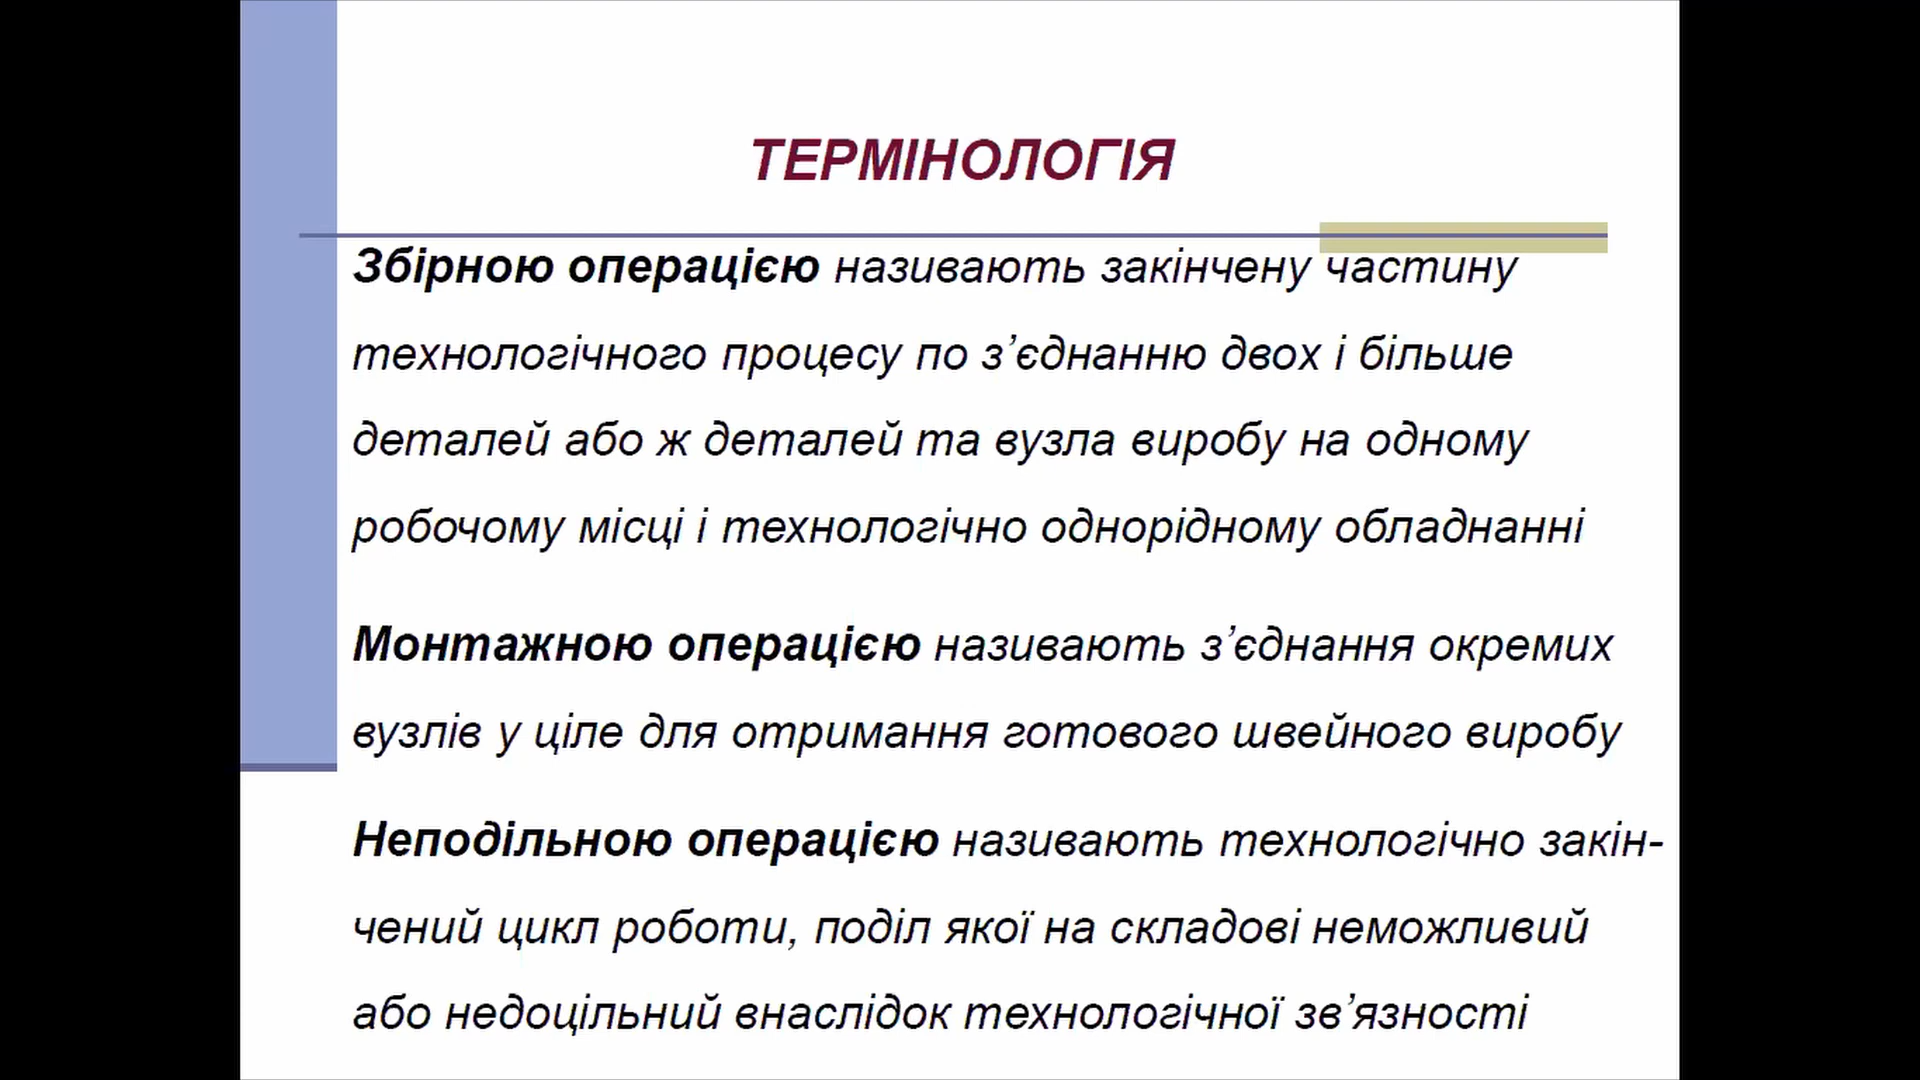 ТЕРМІНОЛОГІЯ
Збірною операцією називають закінчену частину
технологічного процесу по з’єднанню двох і більше
деталей або ж деталей та вузла виробу на одному
робочому місці і технологічно однорідному обладнанні
Монтажною операцією називають з’єднання окремих
вузлів у ціле для отримання готового швейного виробу
Неподільною операцією називають технологічно закін-
чений цикл роботи, поділ якої на складові неможливий
або недоцільний внаслідок технологічної зв’язності